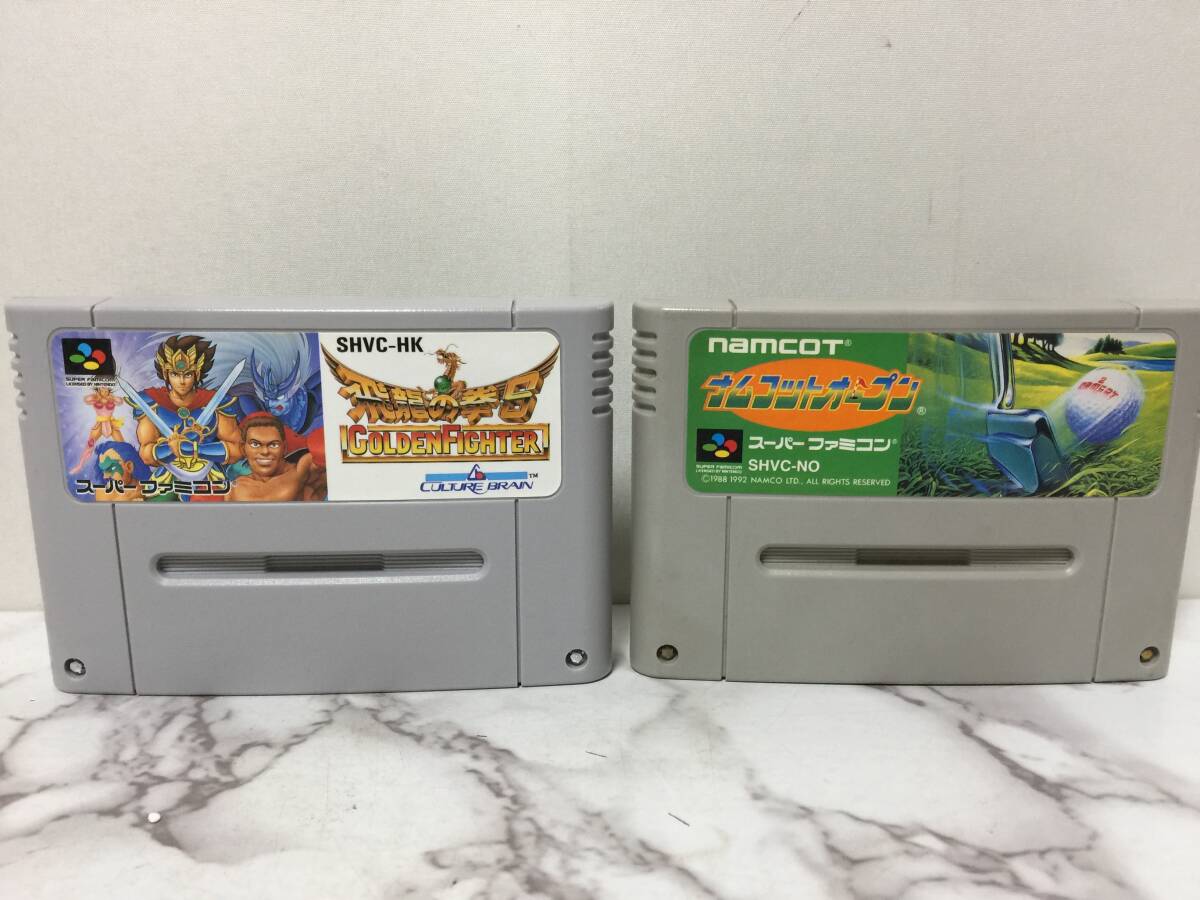 SUPER FAMICOM
LICENSED BY NINTENDO
スーパーファミコン
SHVC-HK
飛龍の拳S
GOLDEN FIGHTER
CULTURE BRAIN™
namcot®
ナムコットオープン®
SUPER FAMICOM
LICENSED BY NINTENDO
スーパーファミコン®
SHVC-NO
©1988 1992 NAMCO LTD., ALL RIGHTS RESERVED
namcot